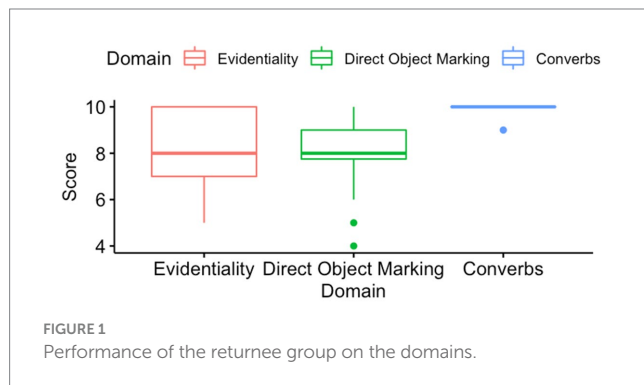 Domain Evidentiality Direct Object Marking Converbs
10
8
6
4
Score
Evidentiality Direct Object Marking Converbs
Domain
FIGURE 1
Performance of the returnee group on the domains.